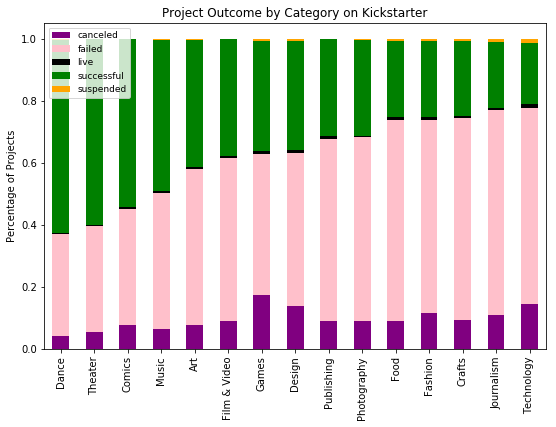 Project Outcome by Category on Kickstarter
canceled
failed
live
successful
suspended
Percentage of Projects
1.0
0.8
0.6
0.4
0.2
0.0
Dance
Theater
Comics
Music
Art
Film & Video
Games
Design
Publishing
Photography
Food
Fashion
Crafts
Journalism
Technology